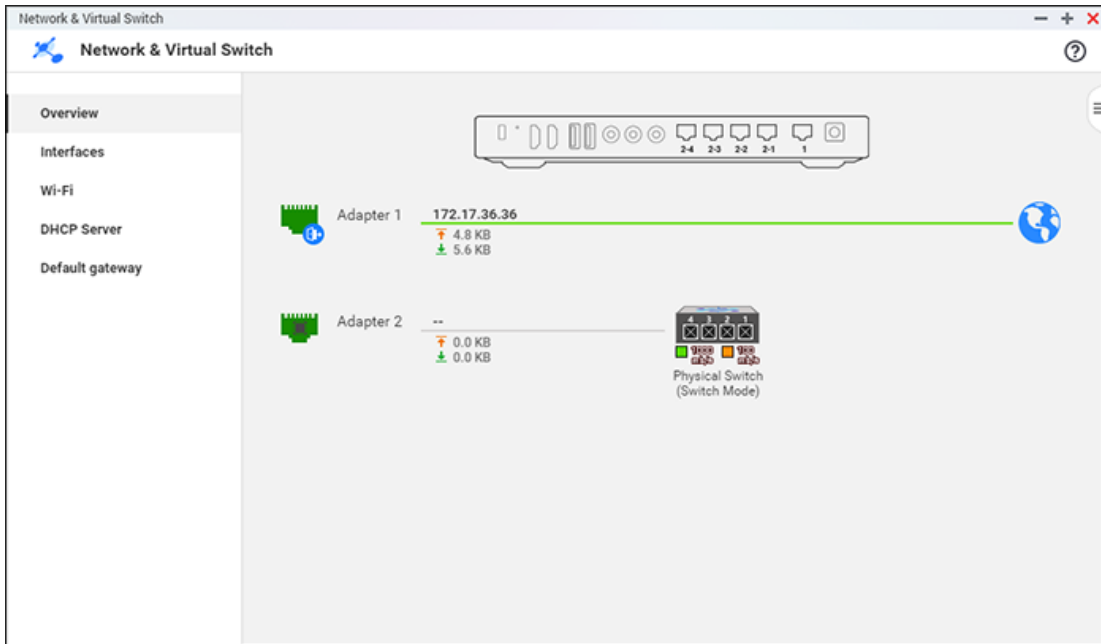 Network & Virtual Switch
Network & Virtual Switch
Overview
Interfaces
Wi-Fi
DHCP Server
Default gateway
2-4 2-3 2-2 2-1 1
Adapter 1
172.17.36.36
4.8 KB
5.6 KB
Adapter 2
--
0.0 KB
0.0 KB
4 3 2 1
1000 100
Physical Switch
(Switch Mode)